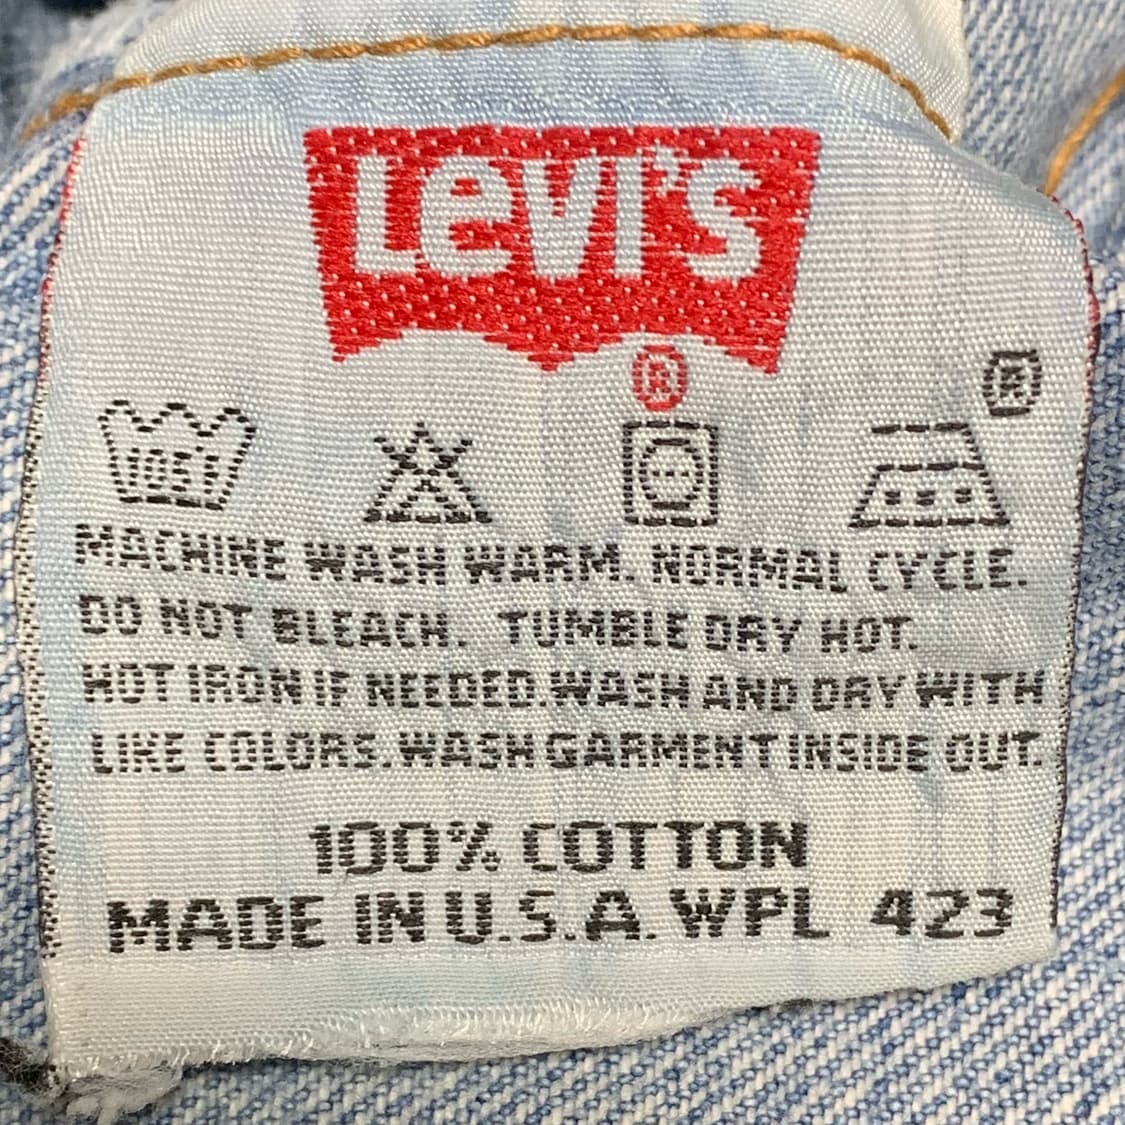 Levi's
®
®
105F
MACHINE WASH WARM. NORMAL CYCLE.
DO NOT BLEACH. TUMBLE DRY HOT.
HOT IRON IF NEEDED.WASH AND DRY WITH
LIKE COLORS.WASH GARMENT INSIDE OUT.
100% COTTON
MADE IN U.S.A. WPL 423